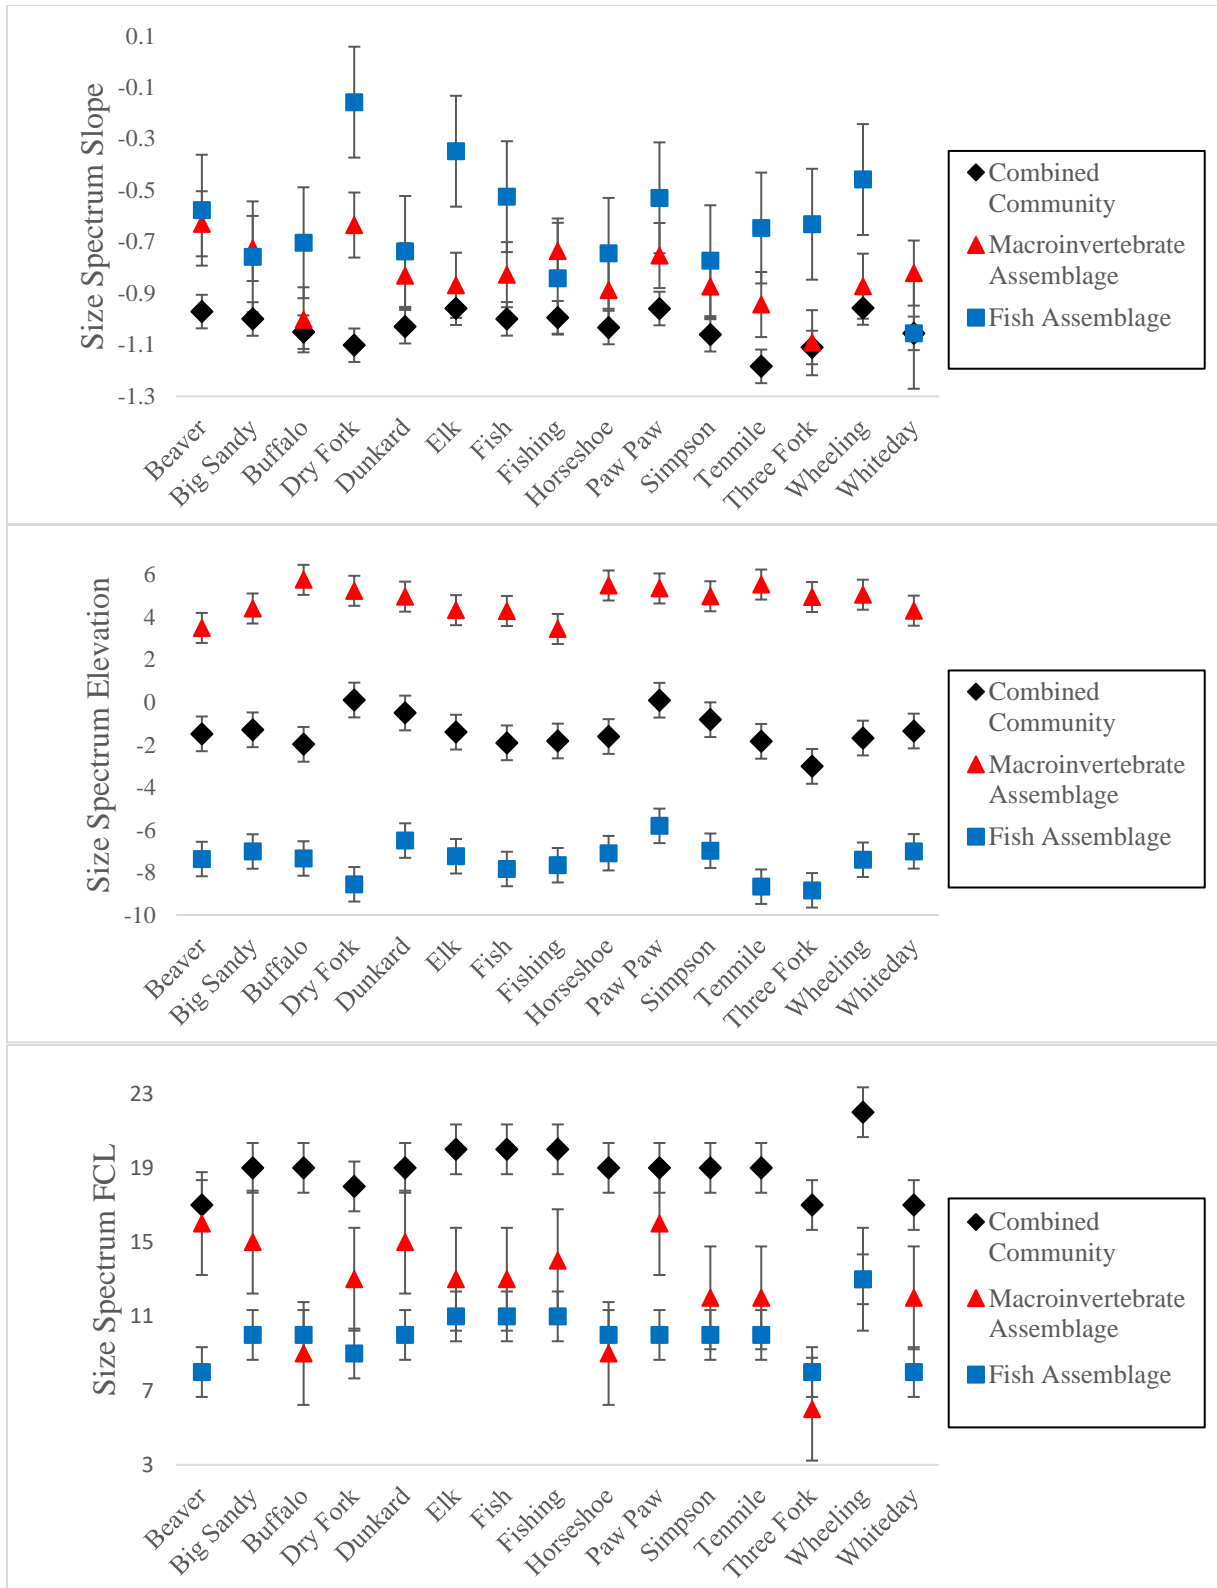 Size Spectrum Slope
0.1
-0.1
-0.3
-0.5
-0.7
-0.9
-1.1
-1.3
Beaver
Big Sandy
Buffalo
Dry Fork
Dunkard
Elk
Fish
Fishing
Horseshoe
Paw Paw
Simpson
Tenmile
Three Fork
Wheeling
Whiteday
Combined
Community
Macroinvertebrate
Assemblage
Fish Assemblage
Size Spectrum Elevation
6
4
2
0
-2
-4
-6
-8
-10
Beaver
Big Sandy
Buffalo
Dry Fork
Dunkard
Elk
Fish
Fishing
Horseshoe
Paw Paw
Simpson
Tenmile
Three Fork
Wheeling
Whiteday
Combined
Community
Macroinvertebrate
Assemblage
Fish Assemblage
Size Spectrum FCL
23
19
15
11
7
3
Beaver
Big Sandy
Buffalo
Dry Fork
Dunkard
Elk
Fish
Fishing
Horseshoe
Paw Paw
Simpson
Tenmile
Three Fork
Wheeling
Whiteday
Combined
Community
Macroinvertebrate
Assemblage
Fish Assemblage